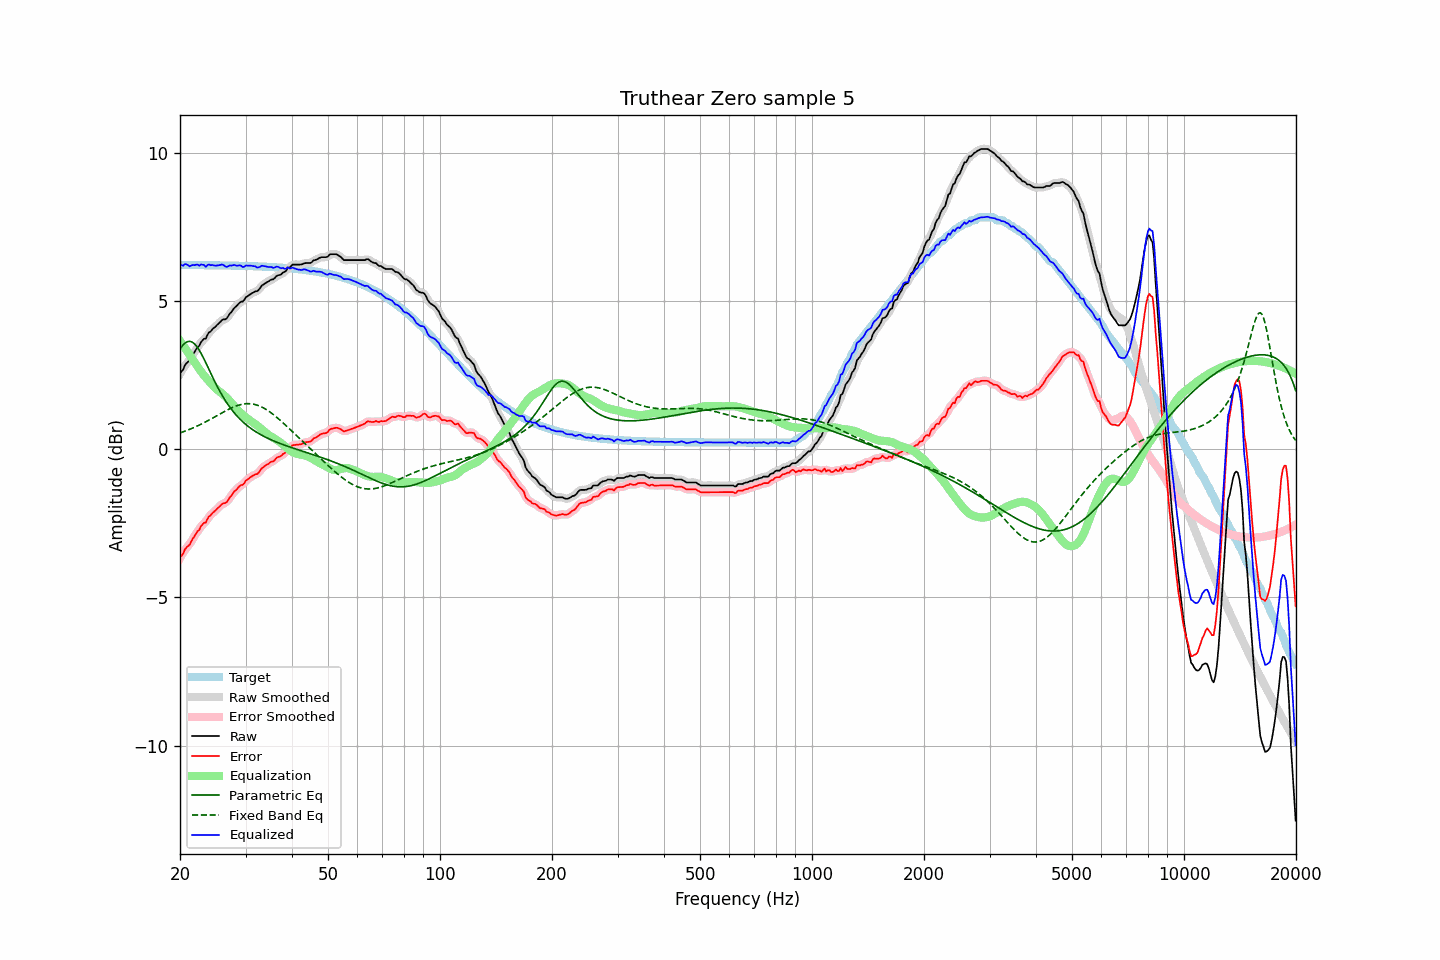 Truthear Zero sample 5
Amplitude (dBr)
10
5
0
−5
−10
Target
Raw Smoothed
Error Smoothed
Raw
Error
Equalization
Parametric Eq
Fixed Band Eq
Equalized
20
50
100
200
500
1000
2000
5000
10000
20000
Frequency (Hz)